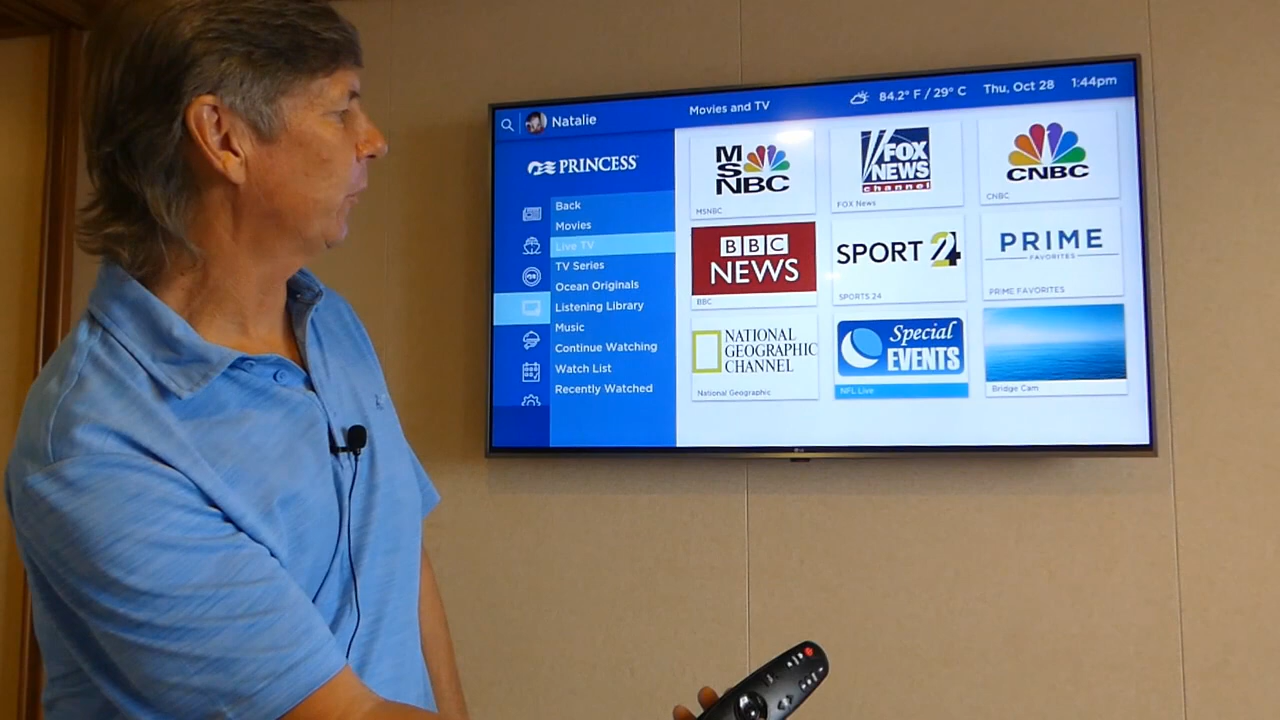 Natalie
Movies and TV
84.2° F / 29° C
Thu, Oct 28
1:44pm
PRINCESS
Back
Movies
Live TV
TV Series
Ocean Originals
Listening Library
Music
Continue Watching
Watch List
Recently Watched
M
S
NBC
MSNBC
FOX
NEWS
channel
FOX News
CNBC
CNBC
BBC
NEWS
BBC
SPORT 24
SPORTS 24
PRIME
FAVORITES
PRIME FAVORITES
NATIONAL
GEOGRAPHIC
CHANNEL
National Geographic
Special
EVENTS
NFL Live
Bridge Cam
LG